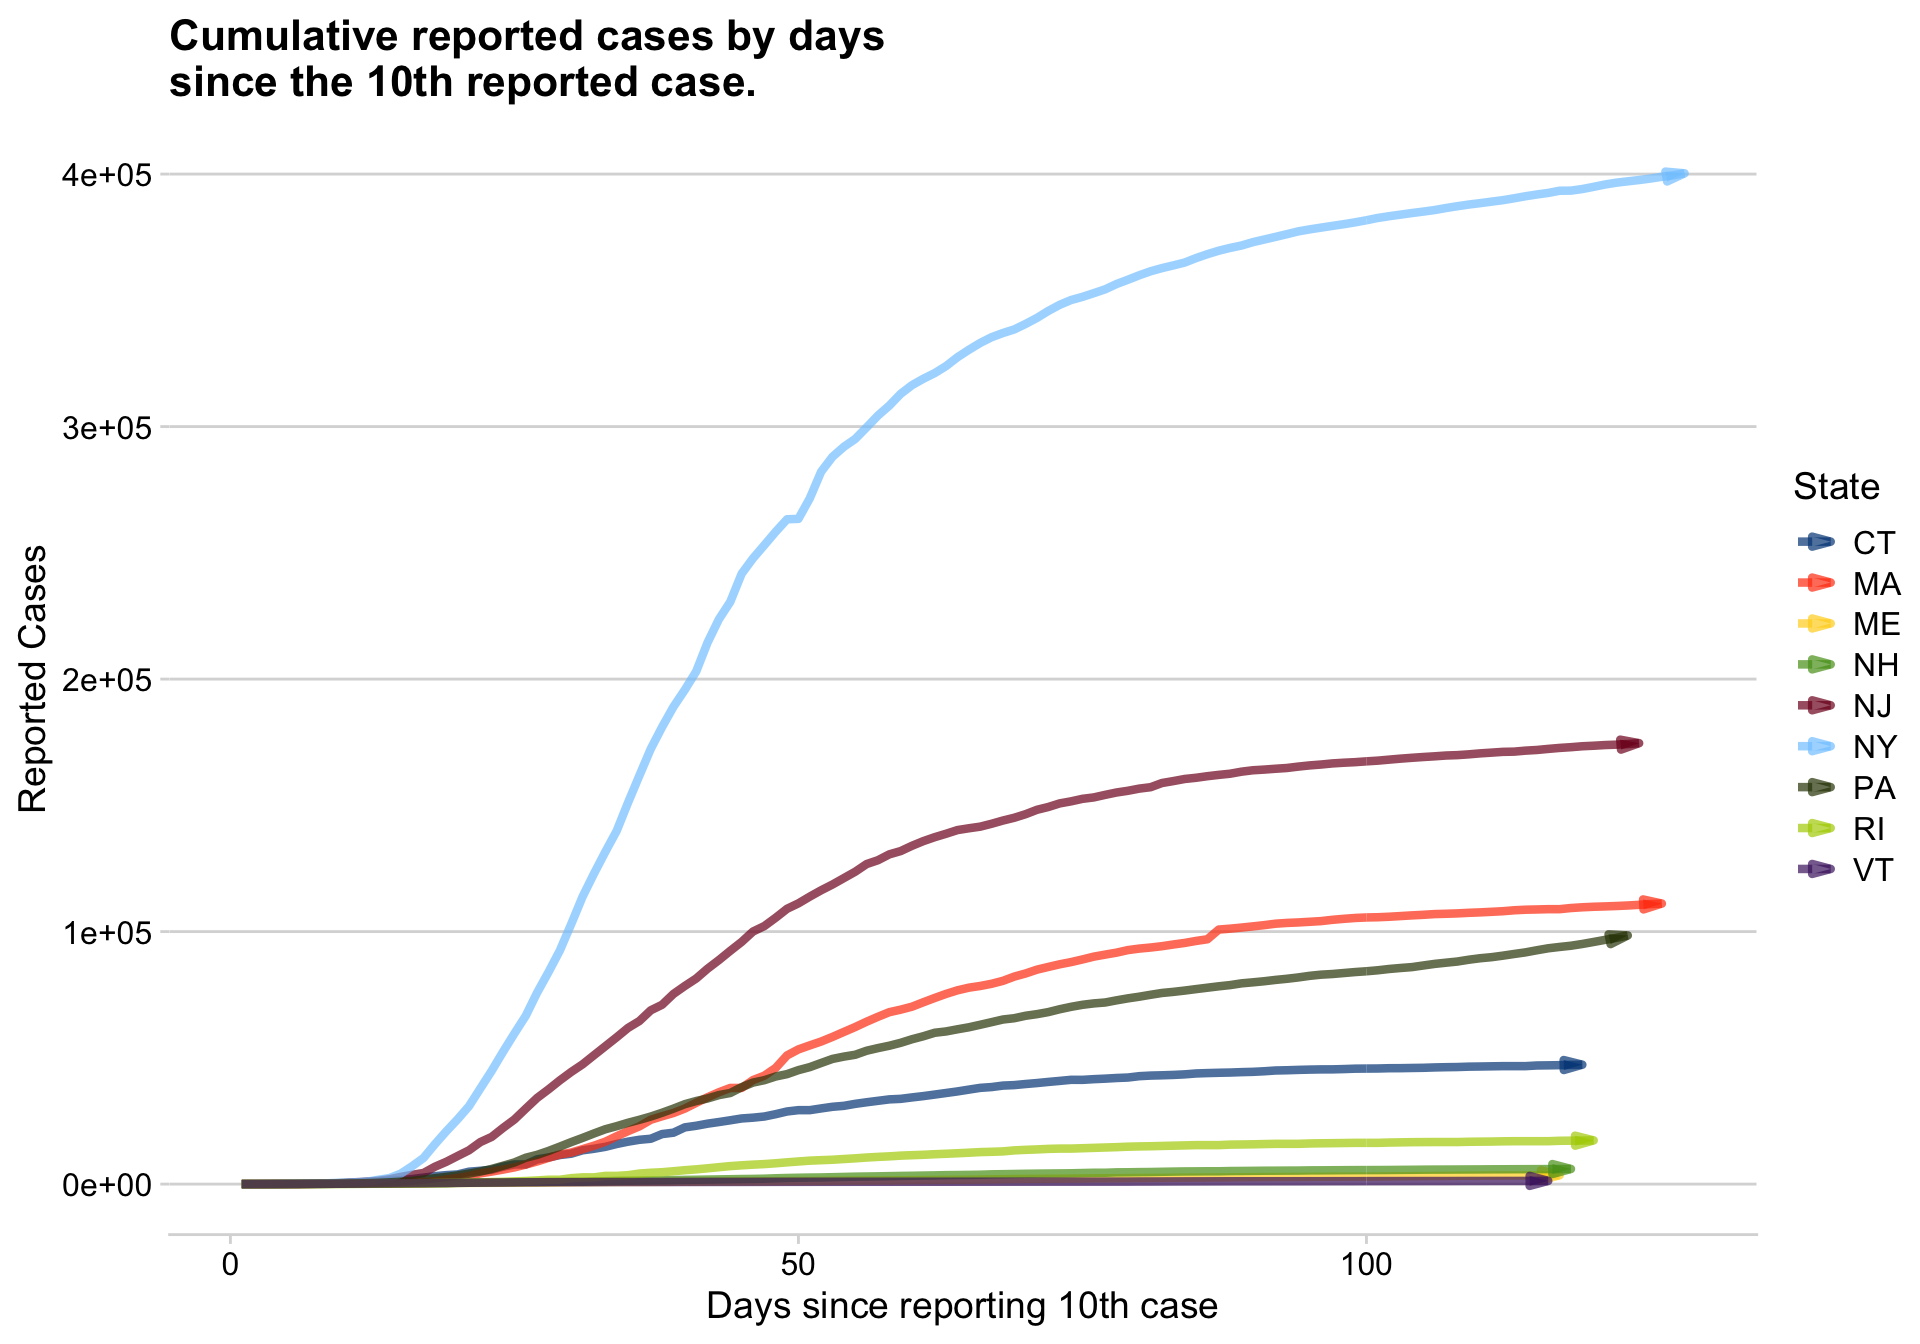 Cumulative reported cases by days
since the 10th reported case.
4e+05
3e+05
2e+05
1e+05
0e+00
Reported Cases
0
50
100
Days since reporting 10th case
State
CT
MA
ME
NH
NJ
NY
PA
RI
VT